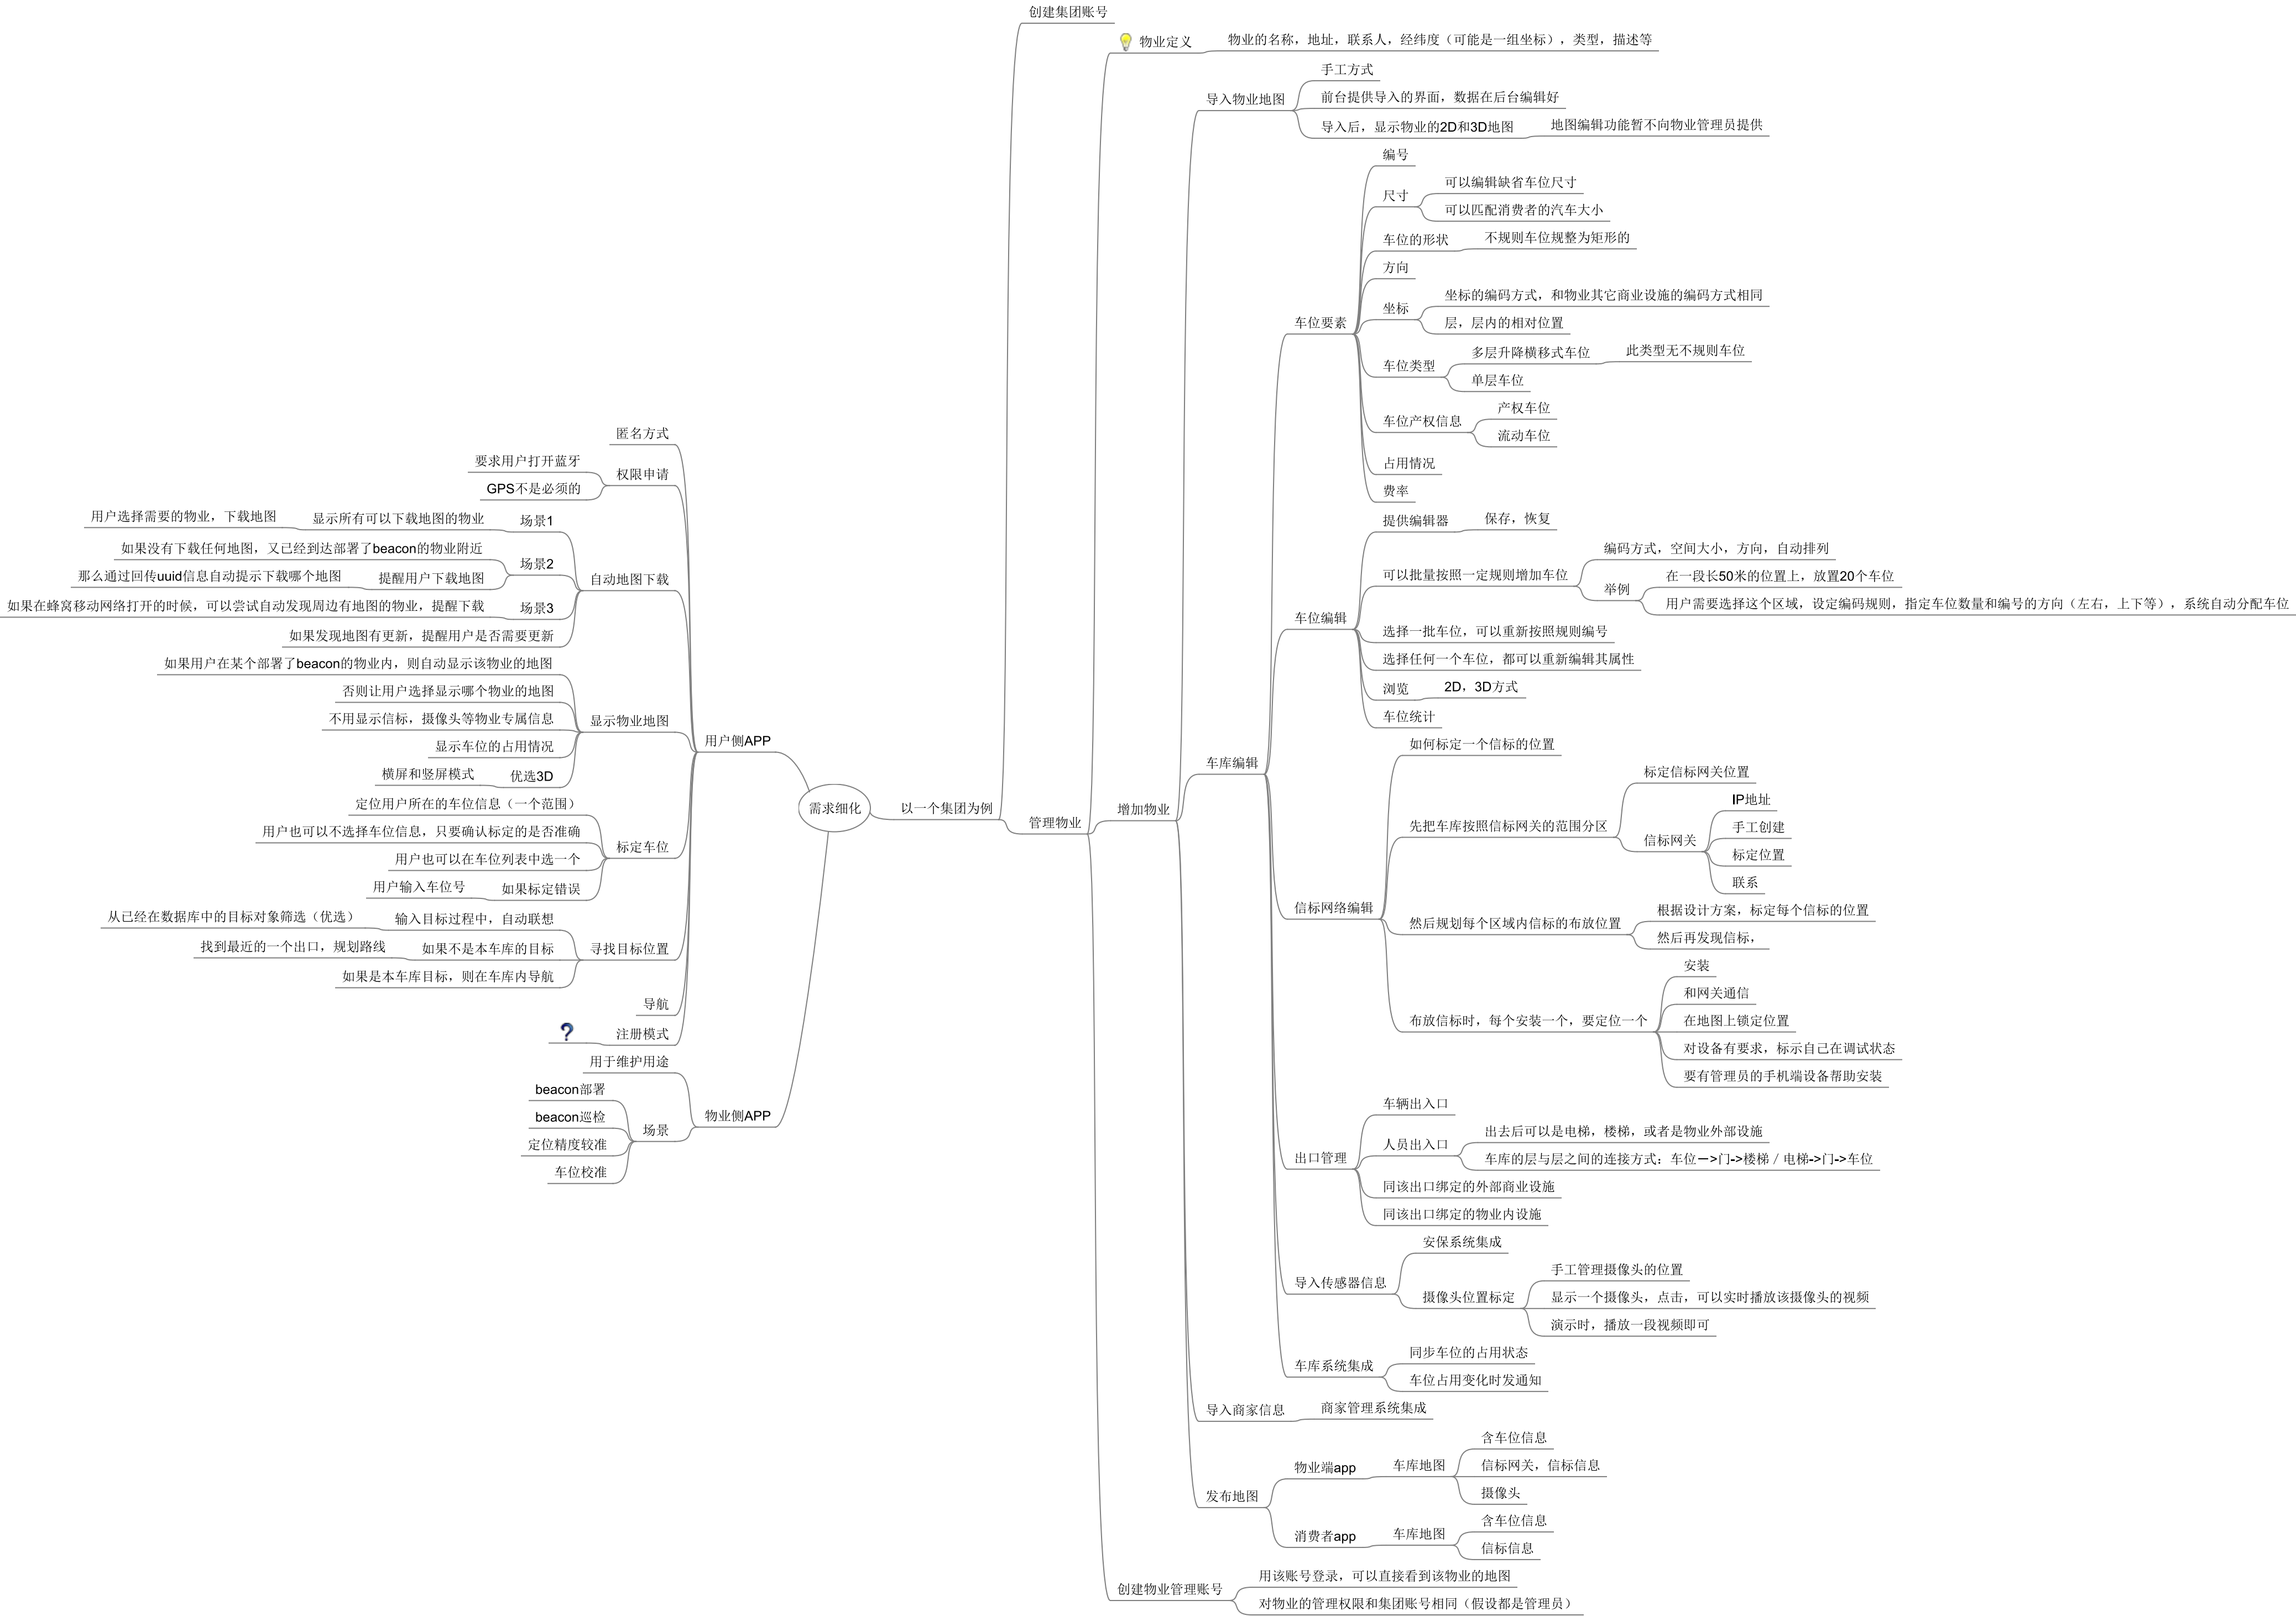 需求细化
以一个集团为例
创建集团账号
管理物业
物业定义
物业的名称，地址，联系人，经纬度（可能是一组坐标），类型，描述等
增加物业
导入物业地图
手工方式
前台提供导入的界面，数据在后台编辑好
导入后，显示物业的2D和3D地图
地图编辑功能暂不向物业管理员提供
车库编辑
车位要素
编号
尺寸
可以编辑缺省车位尺寸
可以匹配消费者的汽车大小
车位的形状
不规则车位规整为矩形的
方向
坐标
坐标的编码方式，和物业其它商业设施的编码方式相同
层，层内的相对位置
车位类型
多层升降横移式车位
此类型无不规则车位
单层车位
车位产权信息
产权车位
流动车位
占用情况
费率
车位编辑
提供编辑器
保存，恢复
可以批量按照一定规则增加车位
编码方式，空间大小，方向，自动排列
举例
在一段长50米的位置上，放置20个车位
用户需要选择这个区域，设定编码规则，指定车位数量和编号的方向（左右，上下等），系统自动分配车位
选择一批车位，可以重新按照规则编号
选择任何一个车位，都可以重新编辑其属性
浏览
2D，3D方式
车位统计
信标网络编辑
如何标定一个信标的位置
先把车库按照信标网关的范围分区
标定信标网关位置
信标网关
IP地址
手工创建
标定位置
联系
然后规划每个区域内信标的布放位置
根据设计方案，标定每个信标的位置
然后再发现信标，
布放信标时，每个安装一个，要定位一个
安装
和网关通信
在地图上锁定位置
对设备有要求，标示自己在调试状态
要有管理员的手机端设备帮助安装
出口管理
车辆出入口
人员出入口
出去后可以是电梯，楼梯，或者是物业外部设施
车库的层与层之间的连接方式：车位－>门->楼梯／电梯->门->车位
同该出口绑定的外部商业设施
同该出口绑定的物业内设施
导入传感器信息
安保系统集成
摄像头位置标定
手工管理摄像头的位置
显示一个摄像头，点击，可以实时播放该摄像头的视频
演示时，播放一段视频即可
车库系统集成
同步车位的占用状态
车位占用变化时发通知
导入商家信息
商家管理系统集成
发布地图
物业端app
车库地图
含车位信息
信标网关，信标信息
摄像头
消费者app
车库地图
含车位信息
信标信息
创建物业管理账号
用该账号登录，可以直接看到该物业的地图
对物业的管理权限和集团账号相同（假设都是管理员）
用户侧APP
匿名方式
权限申请
要求用户打开蓝牙
GPS不是必须的
自动地图下载
场景1
显示所有可以下载地图的物业
用户选择需要的物业，下载地图
场景2
如果没有下载任何地图，又已经到达部署了beacon的物业附近
提醒用户下载地图
那么通过回传uuid信息自动提示下载哪个地图
场景3
如果在蜂窝移动网络打开的时候，可以尝试自动发现周边有地图的物业，提醒下载
如果发现地图有更新，提醒用户是否需要更新
显示物业地图
如果用户在某个部署了beacon的物业内，则自动显示该物业的地图
否则让用户选择显示哪个物业的地图
不用显示信标，摄像头等物业专属信息
显示车位的占用情况
优选3D
横屏和竖屏模式
标定车位
定位用户所在的车位信息（一个范围）
用户也可以不选择车位信息，只要确认标定的是否准确
用户也可以在车位列表中选一个
如果标定错误
用户输入车位号
寻找目标位置
输入目标过程中，自动联想
从已经在数据库中的目标对象筛选（优选）
如果不是本车库的目标
找到最近的一个出口，规划路线
如果是本车库目标，则在车库内导航
导航
注册模式
?
物业侧APP
用于维护用途
场景
beacon部署
beacon巡检
定位精度较准
车位校准